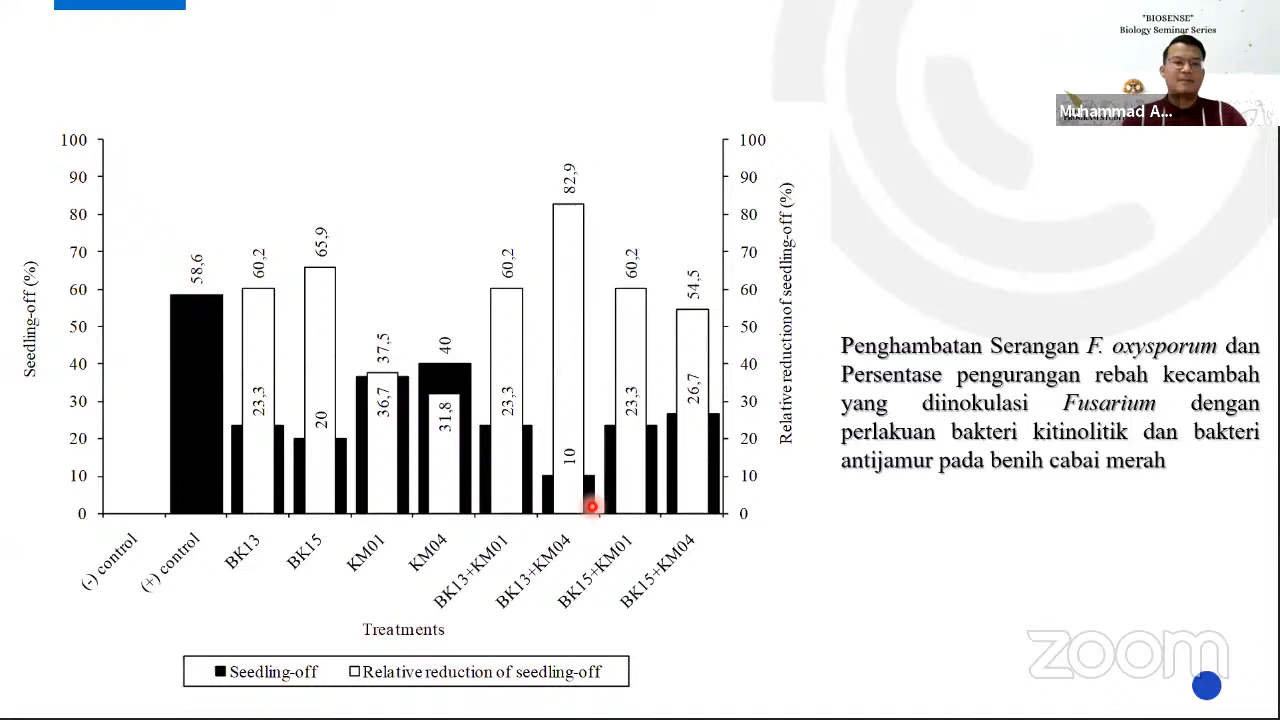 "BIOSENSE"
Biology Seminar Series
Muhammad A...
100
90
80
70
60
50
40
30
20
10
0
Seedling-off (%)
58,6
60,2
23,3
65,9
20
37,5
36,7
40
31,8
60,2
23,3
82,9
10
60,2
23,3
54,5
26,7
100
90
80
70
60
50
40
30
20
10
0
Relative reductionof seedling-off (%)
(-) control
(+) control
BK13
BK15
KM01
KM04
BK13+KM01
BK13+KM04
BK15+KM01
BK15+KM04
Treatments
Seedling-off
Relative reduction of seedling-off
Penghambatan Serangan F. oxysporum dan
Persentase pengurangan rebah kecambah
yang diinokulasi Fusarium dengan
perlakuan bakteri kitinolitik dan bakteri
antijamur pada benih cabai merah
zoom